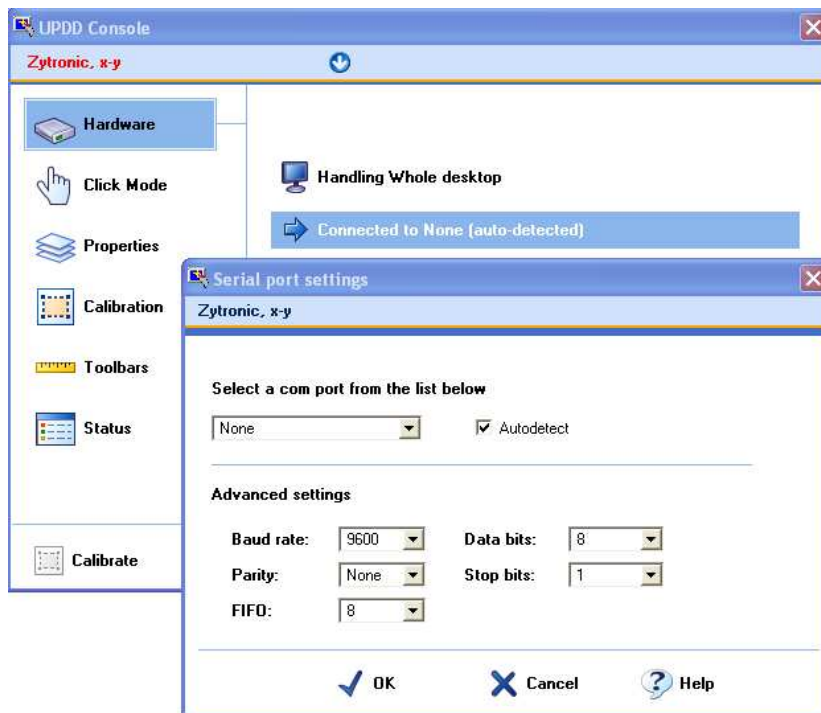 UPDD Console
Zytronic, x-y
Hardware
Click Mode
Properties
Calibration
Toolbars
Status
Calibrate
Handling Whole desktop
Connected to None (auto-detected)
Serial port settings
Zytronic, x-y
Select a com port from the list below
None Autodetect
Advanced settings
Baud rate: 9600 Data bits: 8
Parity: None Stop bits: 1
FIFO: 8
OK Cancel Help